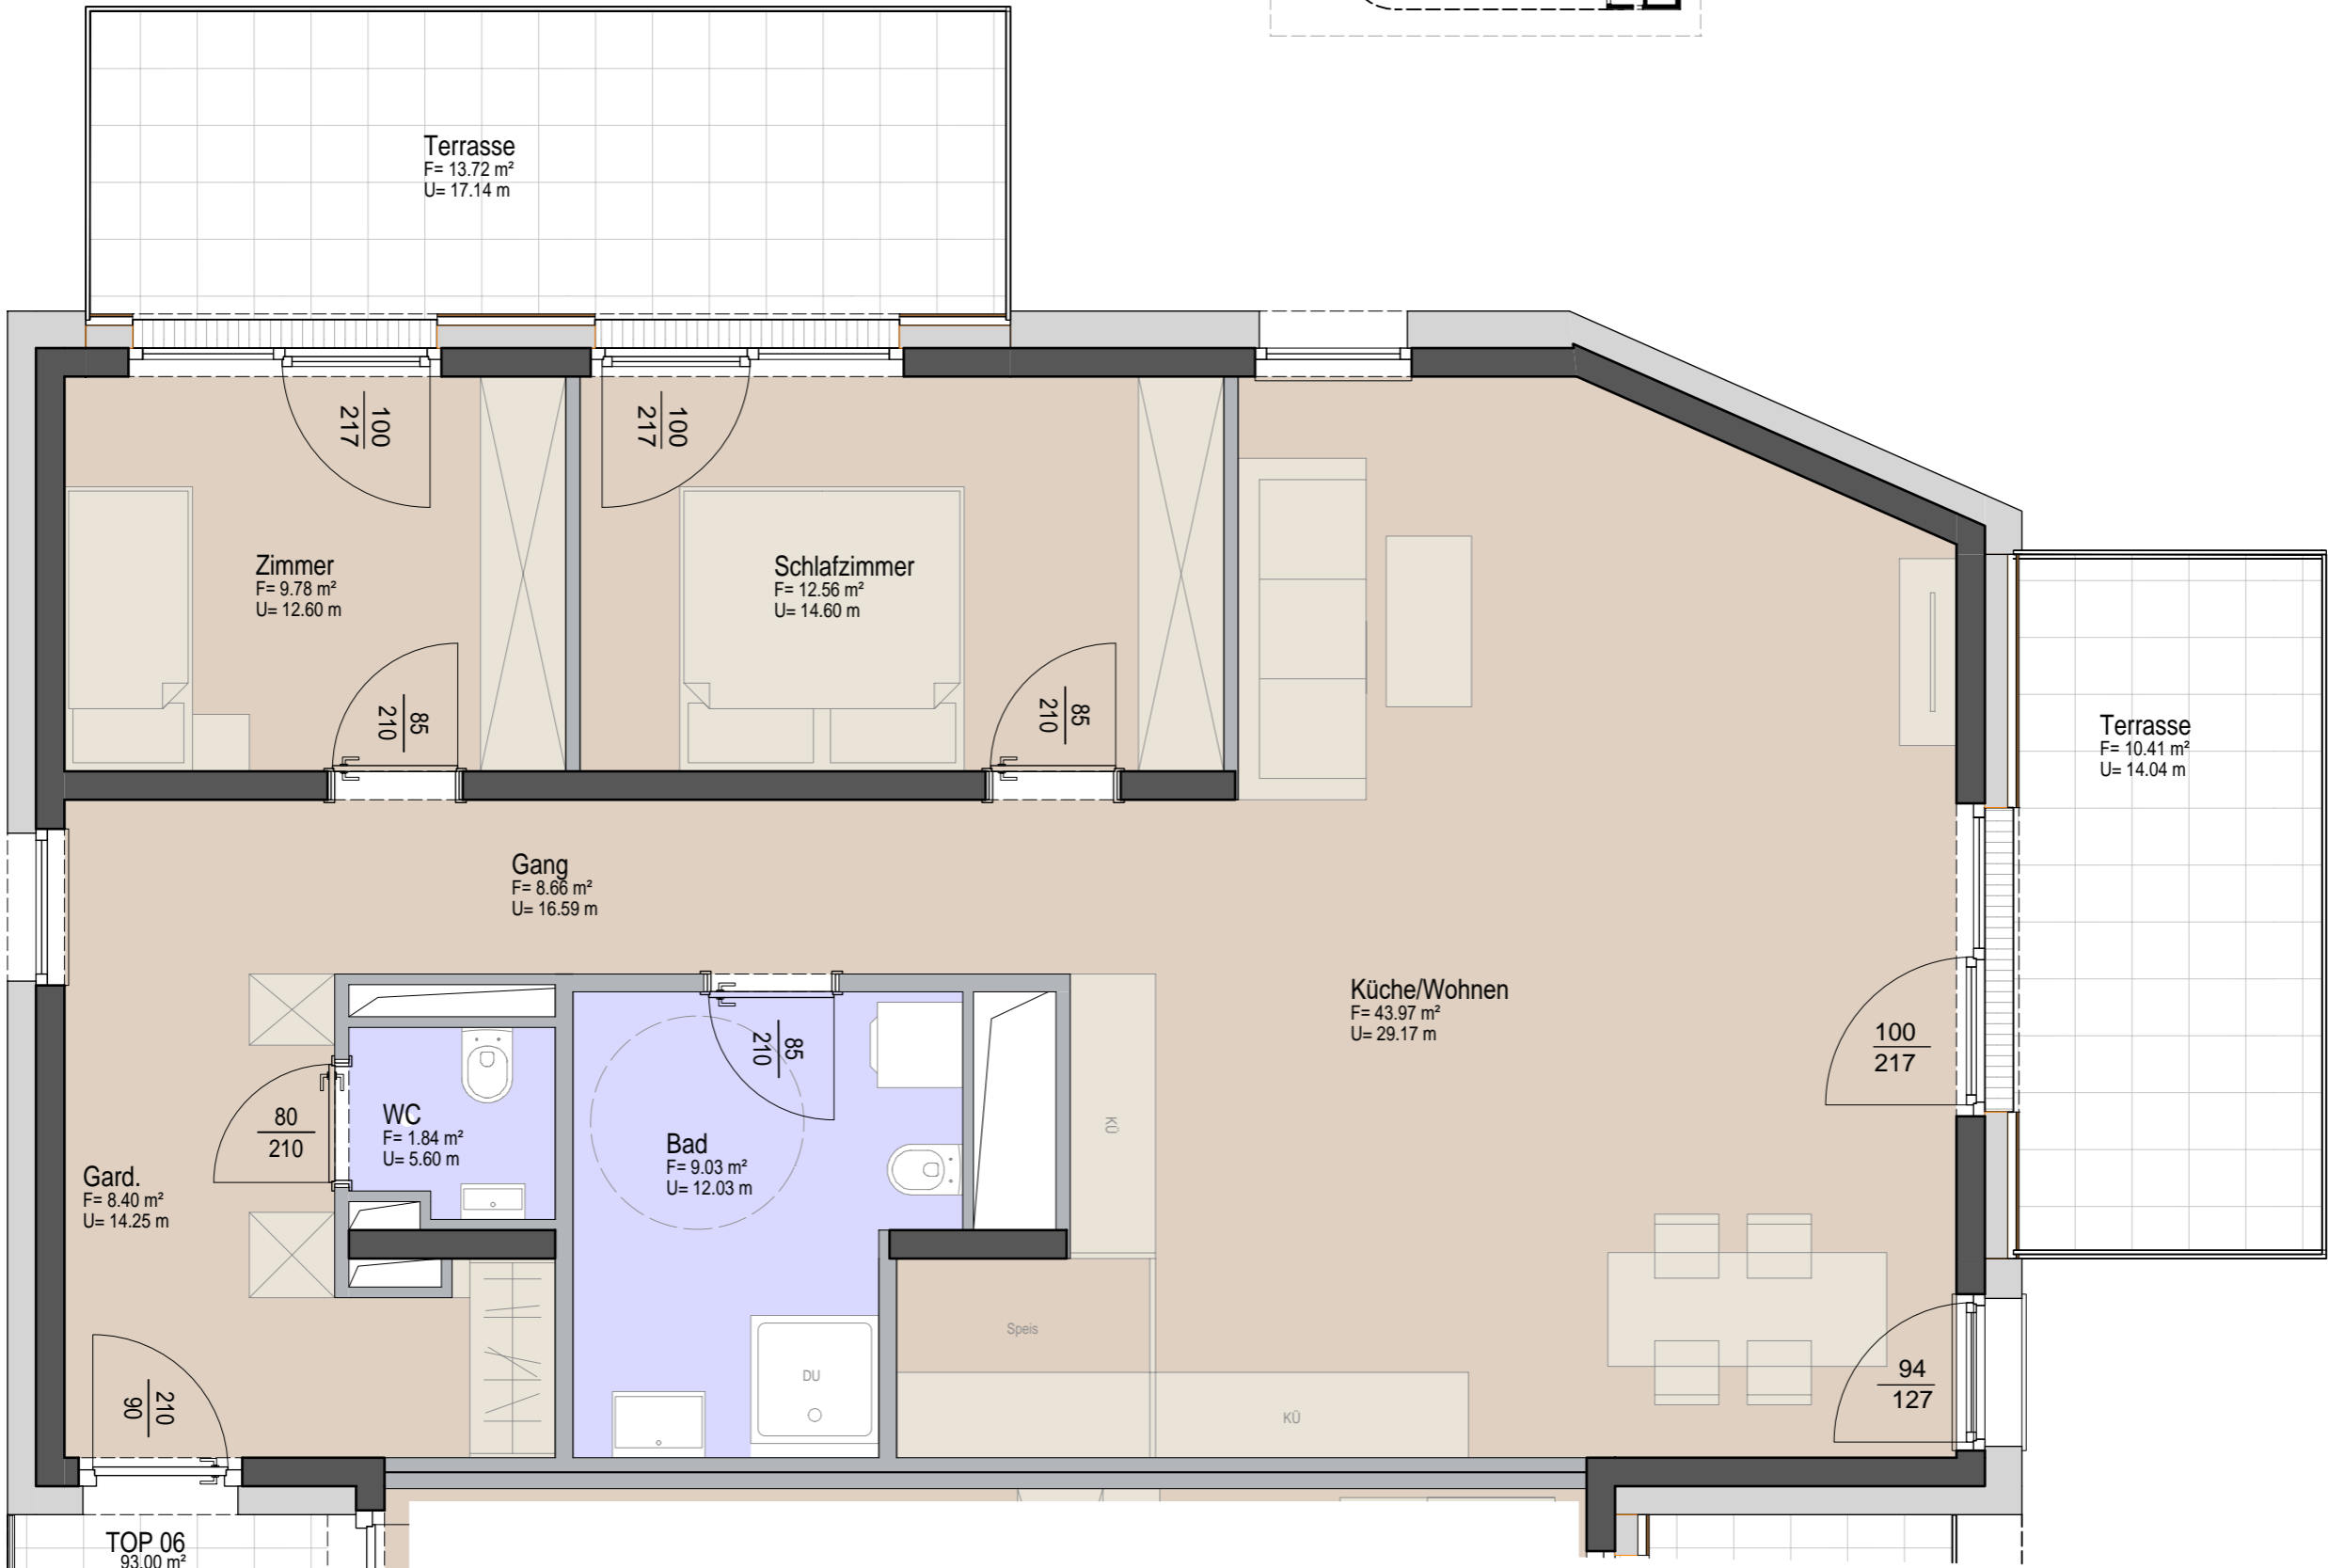 Terrasse
F= 13.72 m²
U= 17.14 m
100
217
100
217
Zimmer
F= 9.78 m²
U= 12.60 m
Schlafzimmer
F= 12.56 m²
U= 14.60 m
85
210
85
210
Terrasse
F= 10.41 m²
U= 14.04 m
Gang
F= 8.66 m²
U= 16.59 m
Küche/Wohnen
F= 43.97 m²
U= 29.17 m
85
210
100
217
80
210
WC
F= 1.84 m²
U= 5.60 m
KÜ
Bad
F= 9.03 m²
U= 12.03 m
Gard.
F= 8.40 m²
U= 14.25 m
Speis
DU
94
127
210
90
KÜ
TOP 06
93.00 m²